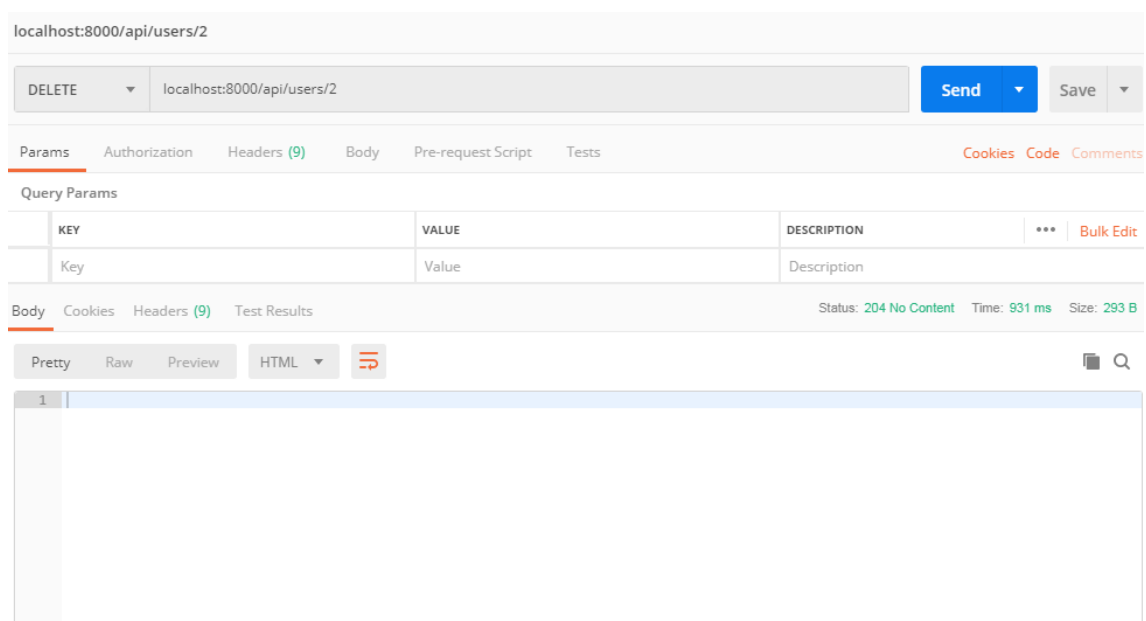 localhost:8000/api/users/2
DELETE localhost:8000/api/users/2 Send Save
Params Authorization Headers (9) Body Pre-request Script Tests Cookies Code Comments
Query Params
KEY VALUE DESCRIPTION ••• Bulk Edit
Key Value Description
Body Cookies Headers (9) Test Results Status: 204 No Content Time: 931 ms Size: 293 B
Pretty Raw Preview HTML
1